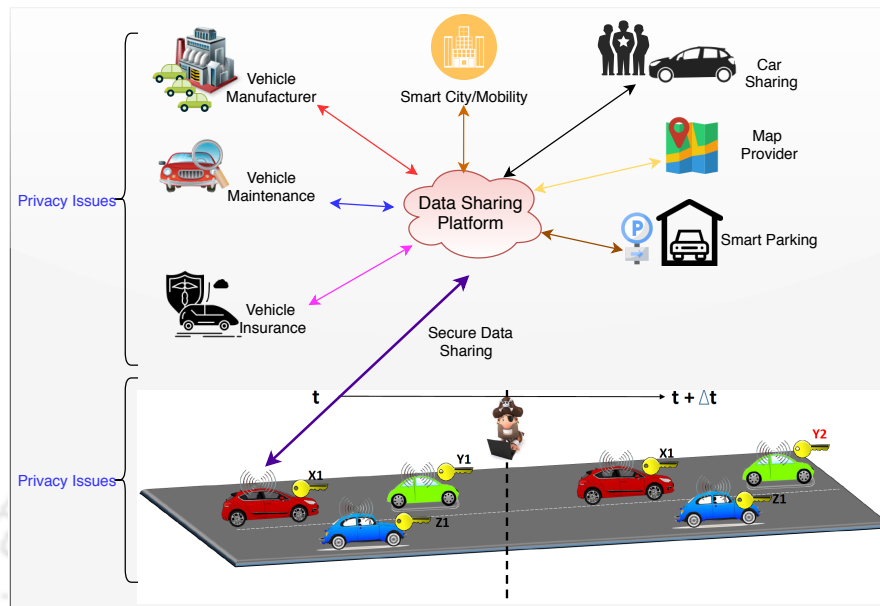 Vehicle
Manufacturer
Smart City/Mobility
Car
Sharing
Vehicle
Maintenance
Map
Provider
Privacy Issues
Data Sharing
Platform
P
Smart Parking
Vehicle
Insurance
Secure Data
Sharing
t
t + Δt
Privacy Issues
X1
Y1
Z1
X1
Y2
Z1